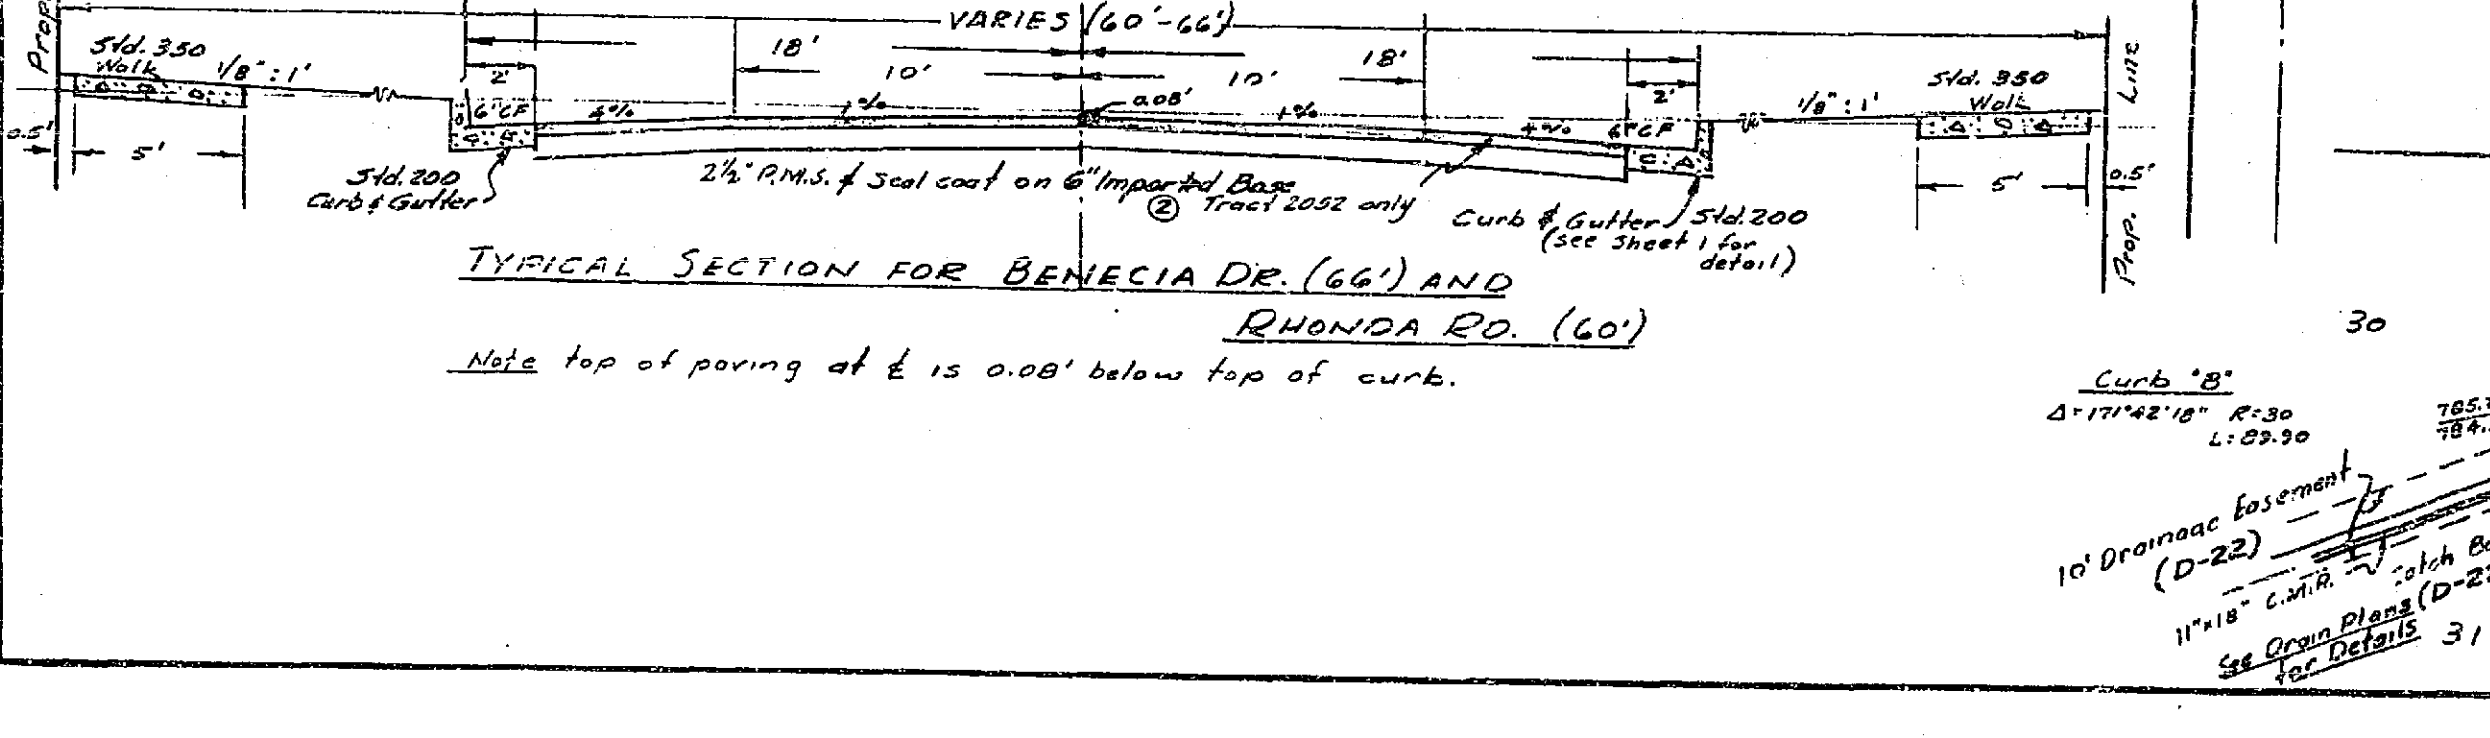 Prop.
VARIES (60'-66')
Std. 350
Walk
1/8" : 1'
2'
18'
10'
10'
18'
2'
1/8" : 1'
Std. 350
Walk
Line
0.5'
5'
6" CF
4%
1%
0.08'
1%
4%
6" CF
5'
0.5'
Prop.
Std. 200
Curb & Gutter
2½" P.M.S. & Seal coat on 6" Imported Base
② Tract 2052 only
Curb & Gutter Std. 200
(see sheet 1 for
detail)
TYPICAL SECTION FOR BENECIA DR. (66') AND
RHONDA RD. (60')
Note top of paving at ℄ is 0.08' below top of curb.
30
Curb "B"
Δ=171°42'18" R=30
L=89.90
10' Drainage Easement
(D-22)
11"x18" C.M.P.
See Drain Plans
for Details
31